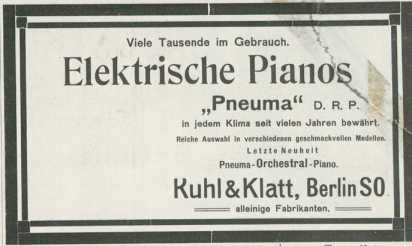 Viele Tausende im Gebrauch.
Elektrische Pianos
„Pneuma“ D. R. P.
in jedem Klima seit vielen Jahren bewährt.
Reiche Auswahl in verschiedenen geschmackvollen Modellen.
Letzte Neuheit
Pneuma-Orchestral-Piano.
Kuhl & Klatt, Berlin SO.
alleinige Fabrikanten.